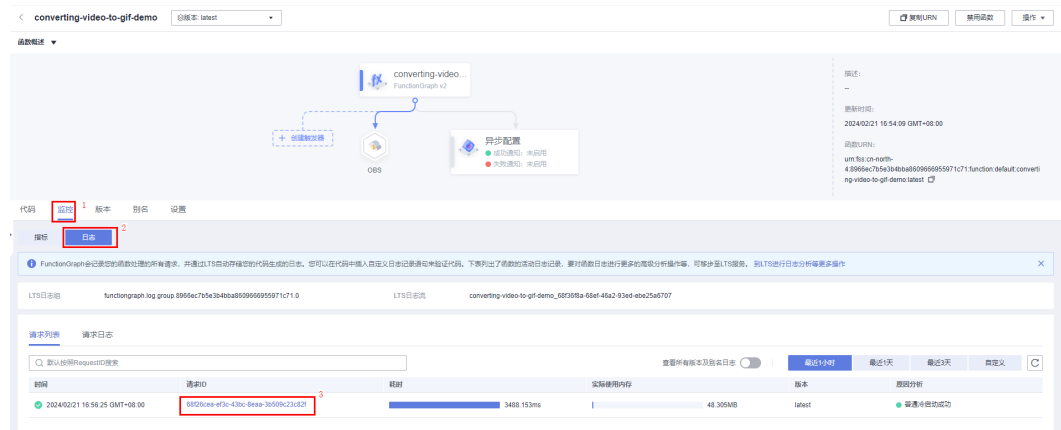 converting-video-to-gif-demo
版本: latest
复制URN
禁用函数
操作
函数概述
converting-video...
FunctionGraph v2
创建触发器
OBS
异步配置
成功通知：未启用
失败通知：未启用
描述:
--
更新时间:
2024/02/21 16:54:09 GMT+08:00
函数URN:
urn:fss:cn-north-
4:8966ec7b5e3b4bba8609666955971c71:function:default:converti
ng-video-to-gif-demo:latest
代码 监控 1 版本 别名 设置
指标 日志 2
FunctionGraph会记录您的函数处理的所有请求，并通过LTS自动存储您的代码生成的日志。您可以在代码中插入自定义日志记录语句来验证代码。下表列出了函数的活动日志记录，要对函数日志进行更多的高级分析操作等，可移步至LTS服务。 到LTS进行日志分析等更多操作
LTS日志组 functiongraph.log.group.8966ec7b5e3b4bba8609666955971c71.0 LTS日志流 converting-video-to-gif-demo_68f36f8a-68ef-46a2-93ed-ebe25a6707
请求列表 请求日志
默认按照RequestID搜索 查看所有版本及别名日志 最近1小时 最近1天 最近3天 自定义
时间 请求ID 耗时 实际使用内存 版本 原因分析
2024/02/21 16:56:25 GMT+08:00 68f26cea-ef3c-43bc-8eaa-3b509c23c82f 3 3488.153ms 48.305MB latest 普通冷启动成功